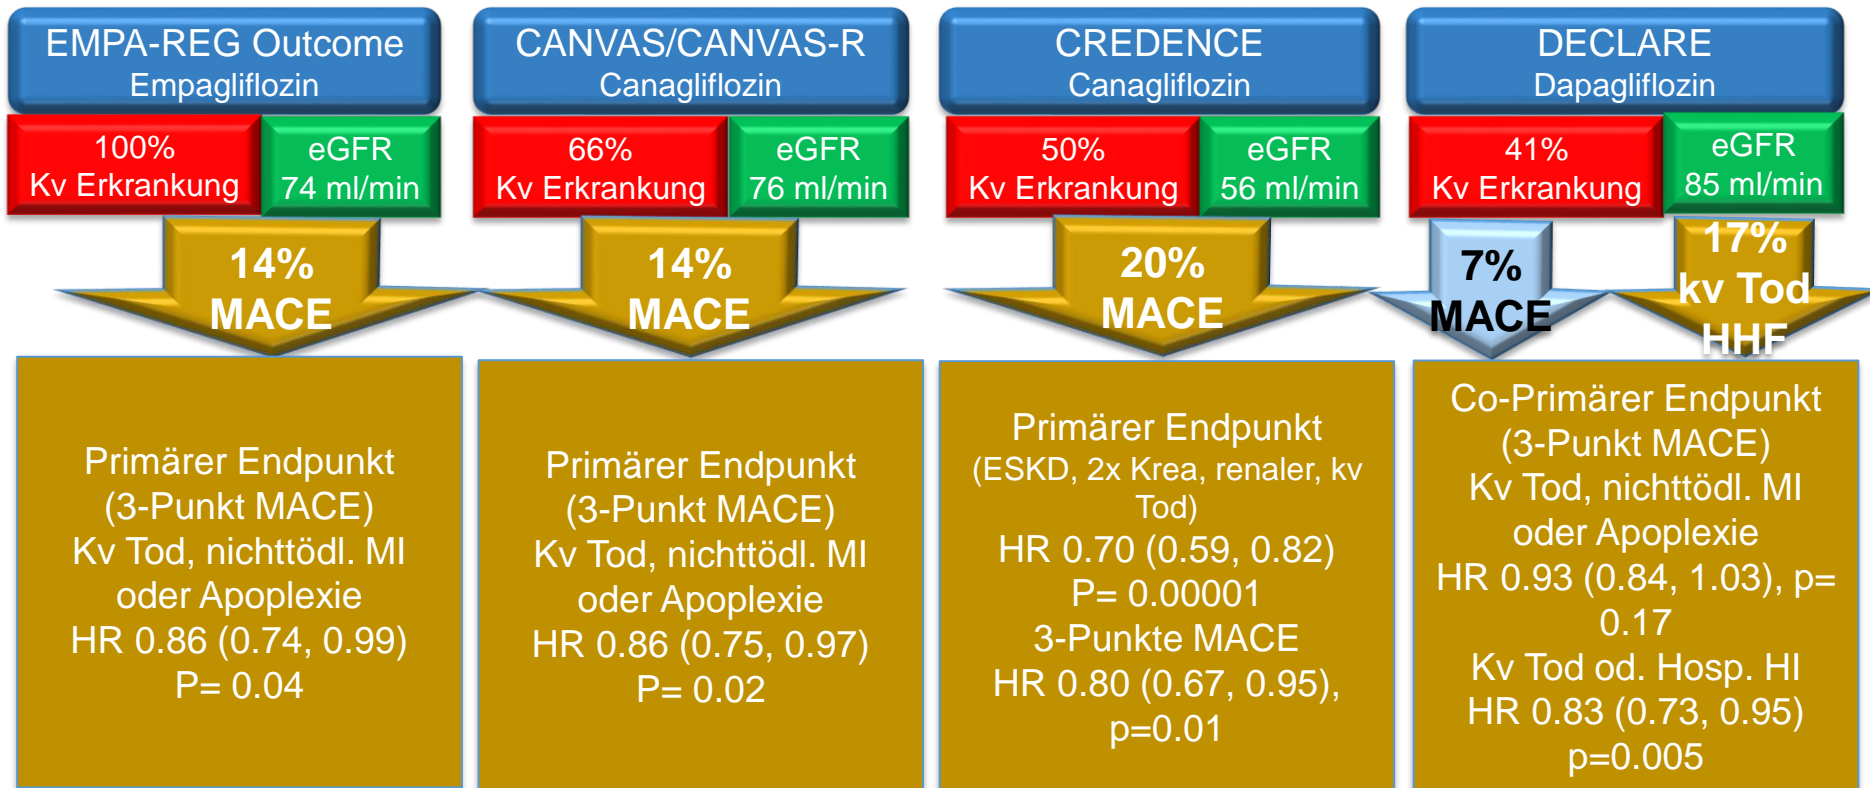 EMPA-REG Outcome
Empagliflozin
100%
Kv Erkrankung
eGFR
74 ml/min
14%
MACE
Primärer Endpunkt
(3-Punkt MACE)
Kv Tod, nichttödl. MI
oder Apoplexie
HR 0.86 (0.74, 0.99)
P= 0.04
CANVAS/CANVAS-R
Canagliflozin
66%
Kv Erkrankung
eGFR
76 ml/min
14%
MACE
Primärer Endpunkt
(3-Punkt MACE)
Kv Tod, nichttödl. MI
oder Apoplexie
HR 0.86 (0.75, 0.97)
P= 0.02
CREDENCE
Canagliflozin
50%
Kv Erkrankung
eGFR
56 ml/min
20%
MACE
Primärer Endpunkt
(ESKD, 2x Krea, renaler, kv
Tod)
HR 0.70 (0.59, 0.82)
P= 0.00001
3-Punkte MACE
HR 0.80 (0.67, 0.95),
p=0.01
DECLARE
Dapagliflozin
41%
Kv Erkrankung
eGFR
85 ml/min
7%
MACE
17%
kv Tod
HHF
Co-Primärer Endpunkt
(3-Punkt MACE)
Kv Tod, nichttödl. MI
oder Apoplexie
HR 0.93 (0.84, 1.03), p=
0.17
Kv Tod od. Hosp. HI
HR 0.83 (0.73, 0.95)
p=0.005